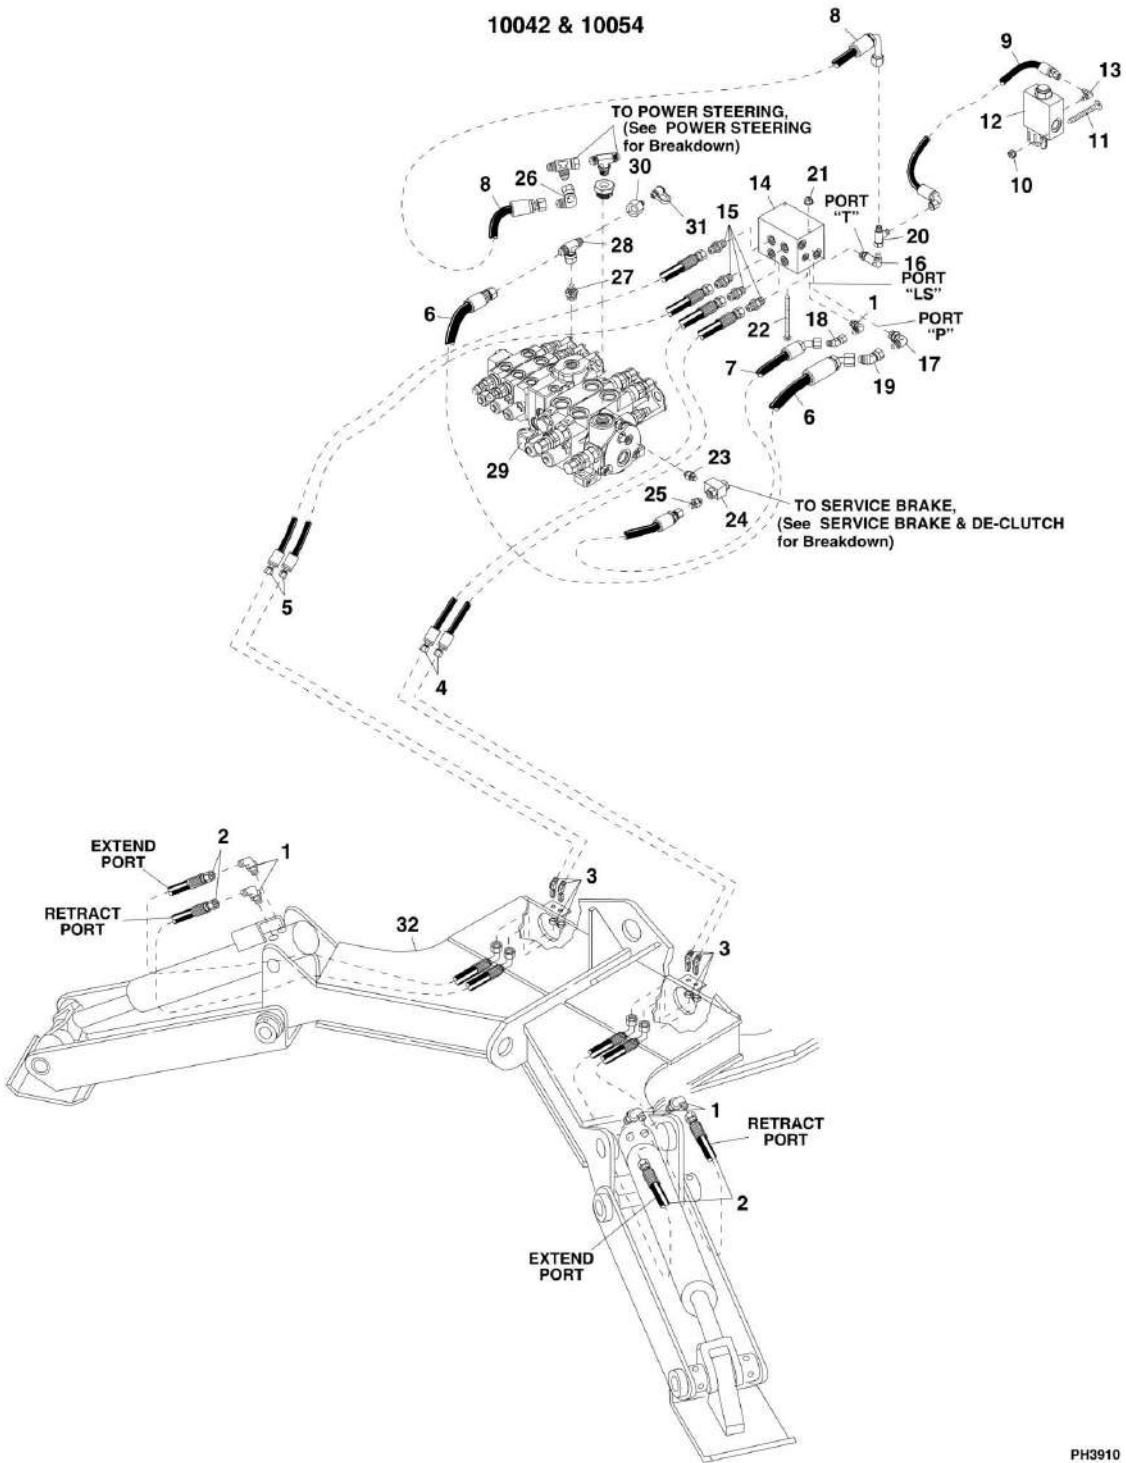 10042 & 10054
8
9
13
12
11
10
TO POWER STEERING,
(See POWER STEERING
for Breakdown)
30
8
26
31
28
27
6
14
21
15
PORT
"T"
20
16
PORT
"LS"
1
PORT
"P"
22
18
17
7
19
6
29
23
25
24
TO SERVICE BRAKE,
(See SERVICE BRAKE & DE-CLUTCH
for Breakdown)
5
4
EXTEND
PORT
2
1
RETRACT
PORT
32
3
3
1
RETRACT
PORT
2
EXTEND
PORT
PH3910